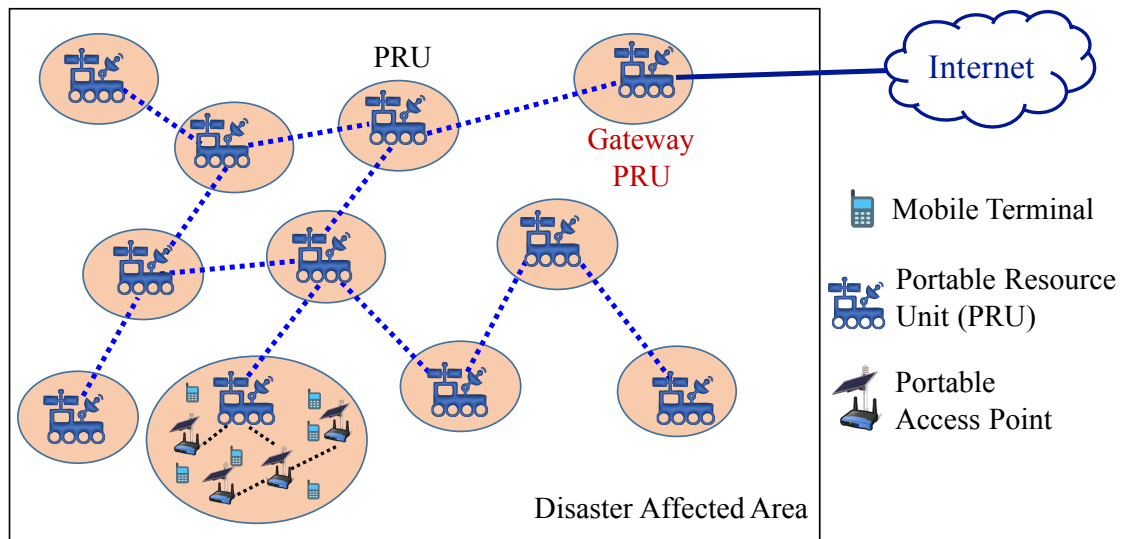 PRU
Internet
Gateway
PRU
Mobile Terminal
Portable Resource
Unit (PRU)
Portable
Access Point
Disaster Affected Area